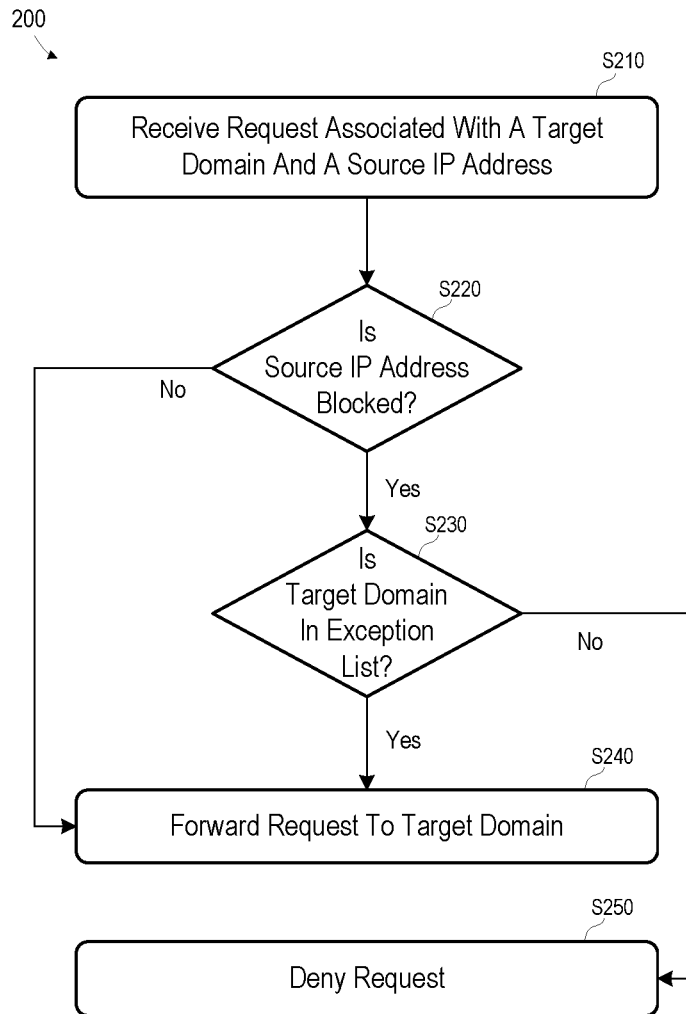 200
S210
Receive Request Associated With A Target
Domain And A Source IP Address
S220
Is
Source IP Address
Blocked?
No
Yes
S230
Is
Target Domain
In Exception
List?
No
Yes
S240
Forward Request To Target Domain
S250
Deny Request